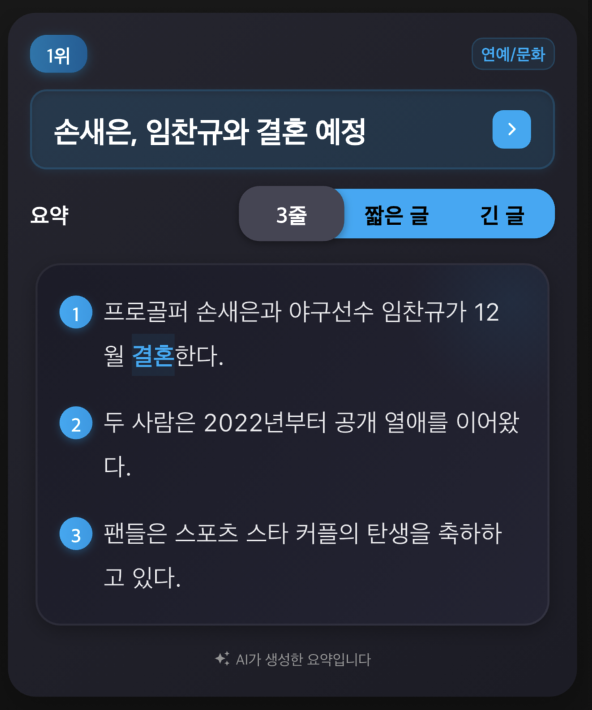 1위
연예/문화
손새은, 임찬규와 결혼 예정
요약
3줄
짧은 글
긴 글
1 프로골퍼 손새은과 야구선수 임찬규가 12
월 결혼한다.
2 두 사람은 2022년부터 공개 열애를 이어왔
다.
3 팬들은 스포츠 스타 커플의 탄생을 축하하
고 있다.
AI가 생성한 요약입니다